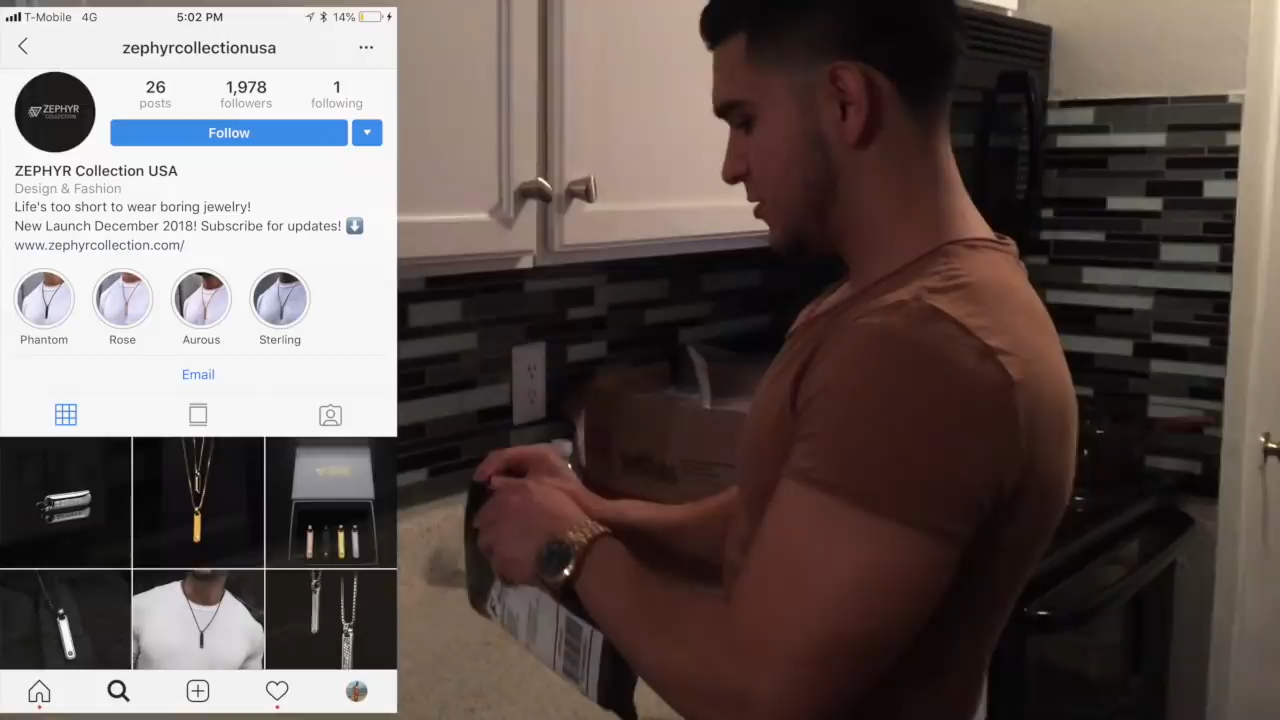 T-Mobile 4G 5:02 PM 14%
zephyrcollectionusa
26 1,978 1
posts followers following
Follow
ZEPHYR
COLLECTION
ZEPHYR Collection USA
Design & Fashion
Life's too short to wear boring jewelry!
New Launch December 2018! Subscribe for updates! ⬇️
www.zephyrcollection.com/
Phantom Rose Aurous Sterling
Email